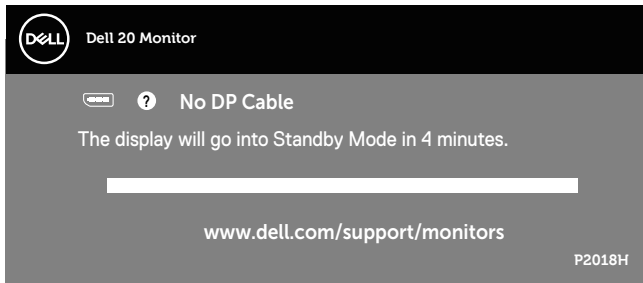 DELL
Dell 20 Monitor
? No DP Cable
The display will go into Standby Mode in 4 minutes.
www.dell.com/support/monitors
P2018H